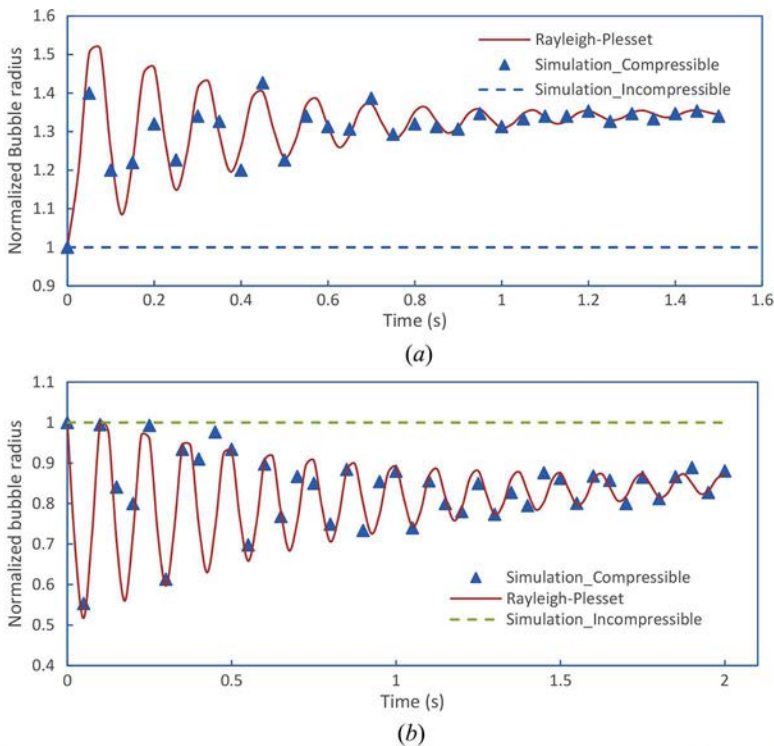 1.6
1.5
1.4
1.3
1.2
1.1
1
0.9
Normalized Bubble radius
Rayleigh-Plesset
Simulation_Compressible
Simulation_Incompressible
0 0.2 0.4 0.6 0.8 1 1.2 1.4 1.6
Time (s)
(a)
1.1
1
0.9
0.8
0.7
0.6
0.5
0.4
Normalized bubble radius
Simulation_Compressible
Rayleigh-Plesset
Simulation_Incompressible
0 0.5 1 1.5 2
Time (s)
(b)